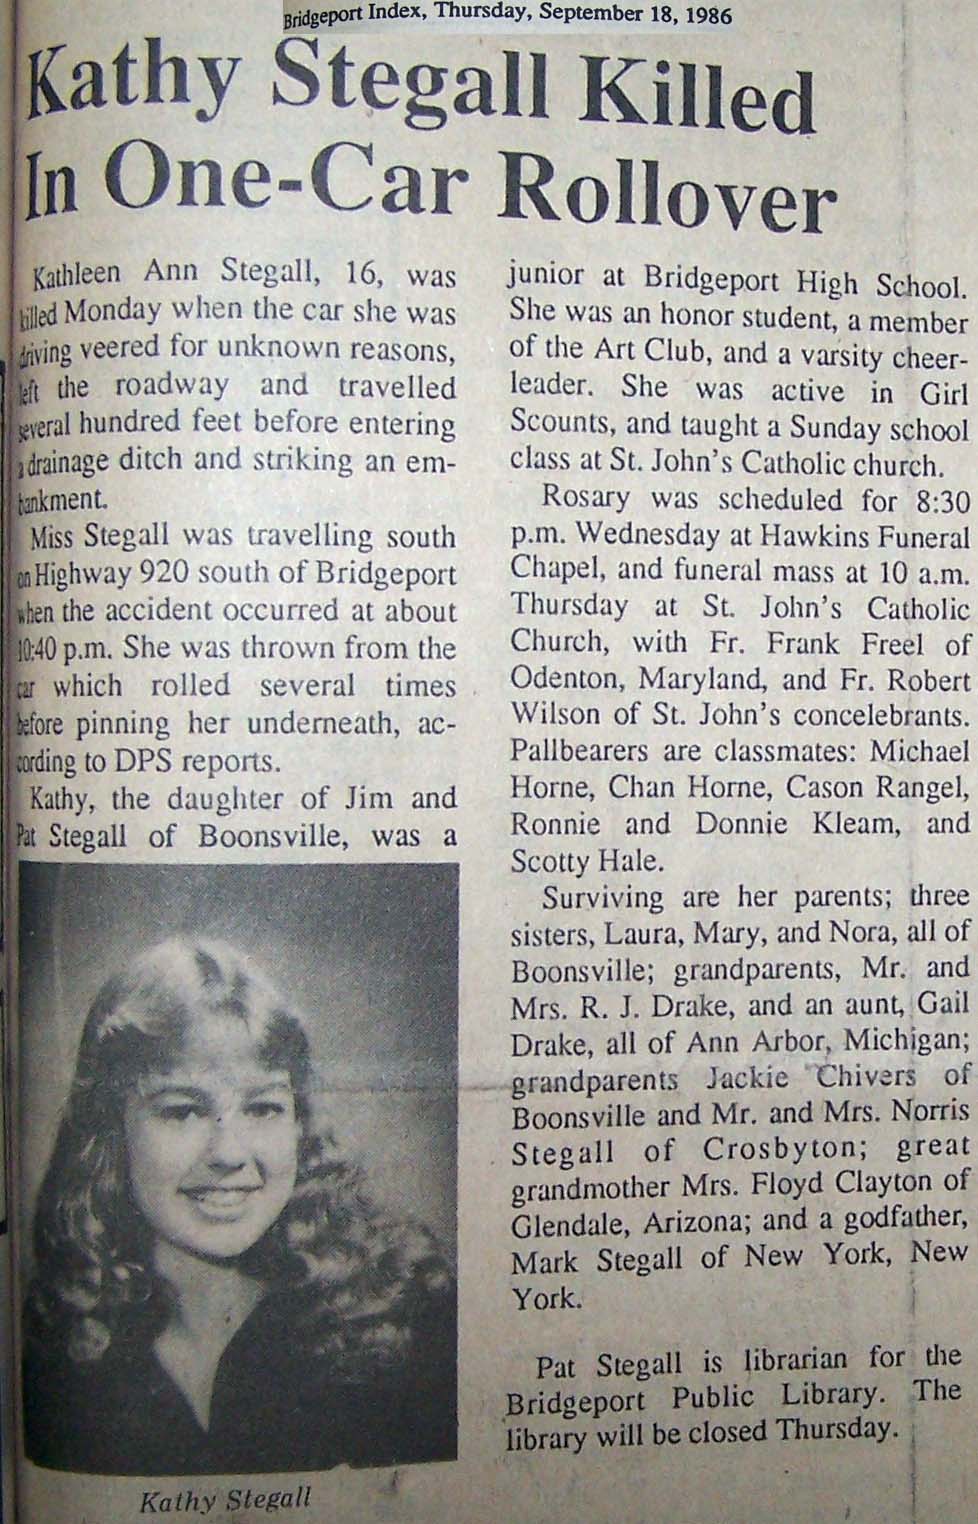 Bridgeport Index, Thursday, September 18, 1986
Kathy Stegall Killed
In One-Car Rollover
Kathleen Ann Stegall, 16, was
killed Monday when the car she was
driving veered for unknown reasons,
left the roadway and travelled
several hundred feet before entering
a drainage ditch and striking an em-
bankment.
Miss Stegall was travelling south
on Highway 920 south of Bridgeport
when the accident occurred at about
10:40 p.m. She was thrown from the
car which rolled several times
before pinning her underneath, ac-
cording to DPS reports.
Kathy, the daughter of Jim and
Pat Stegall of Boonsville, was a
Kathy Stegall
junior at Bridgeport High School.
She was an honor student, a member
of the Art Club, and a varsity cheer-
leader. She was active in Girl
Scounts, and taught a Sunday school
class at St. John's Catholic church.
Rosary was scheduled for 8:30
p.m. Wednesday at Hawkins Funeral
Chapel, and funeral mass at 10 a.m.
Thursday at St. John's Catholic
Church, with Fr. Frank Freel of
Odenton, Maryland, and Fr. Robert
Wilson of St. John's concelebrants.
Pallbearers are classmates: Michael
Horne, Chan Horne, Cason Rangel,
Ronnie and Donnie Kleam, and
Scotty Hale.
Surviving are her parents; three
sisters, Laura, Mary, and Nora, all of
Boonsville; grandparents, Mr. and
Mrs. R. J. Drake, and an aunt, Gail
Drake, all of Ann Arbor, Michigan;
grandparents Jackie Chivers of
Boonsville and Mr. and Mrs. Norris
Stegall of Crosbyton; great
grandmother Mrs. Floyd Clayton of
Glendale, Arizona; and a godfather,
Mark Stegall of New York, New
York.
Pat Stegall is librarian for the
Bridgeport Public Library. The
library will be closed Thursday.